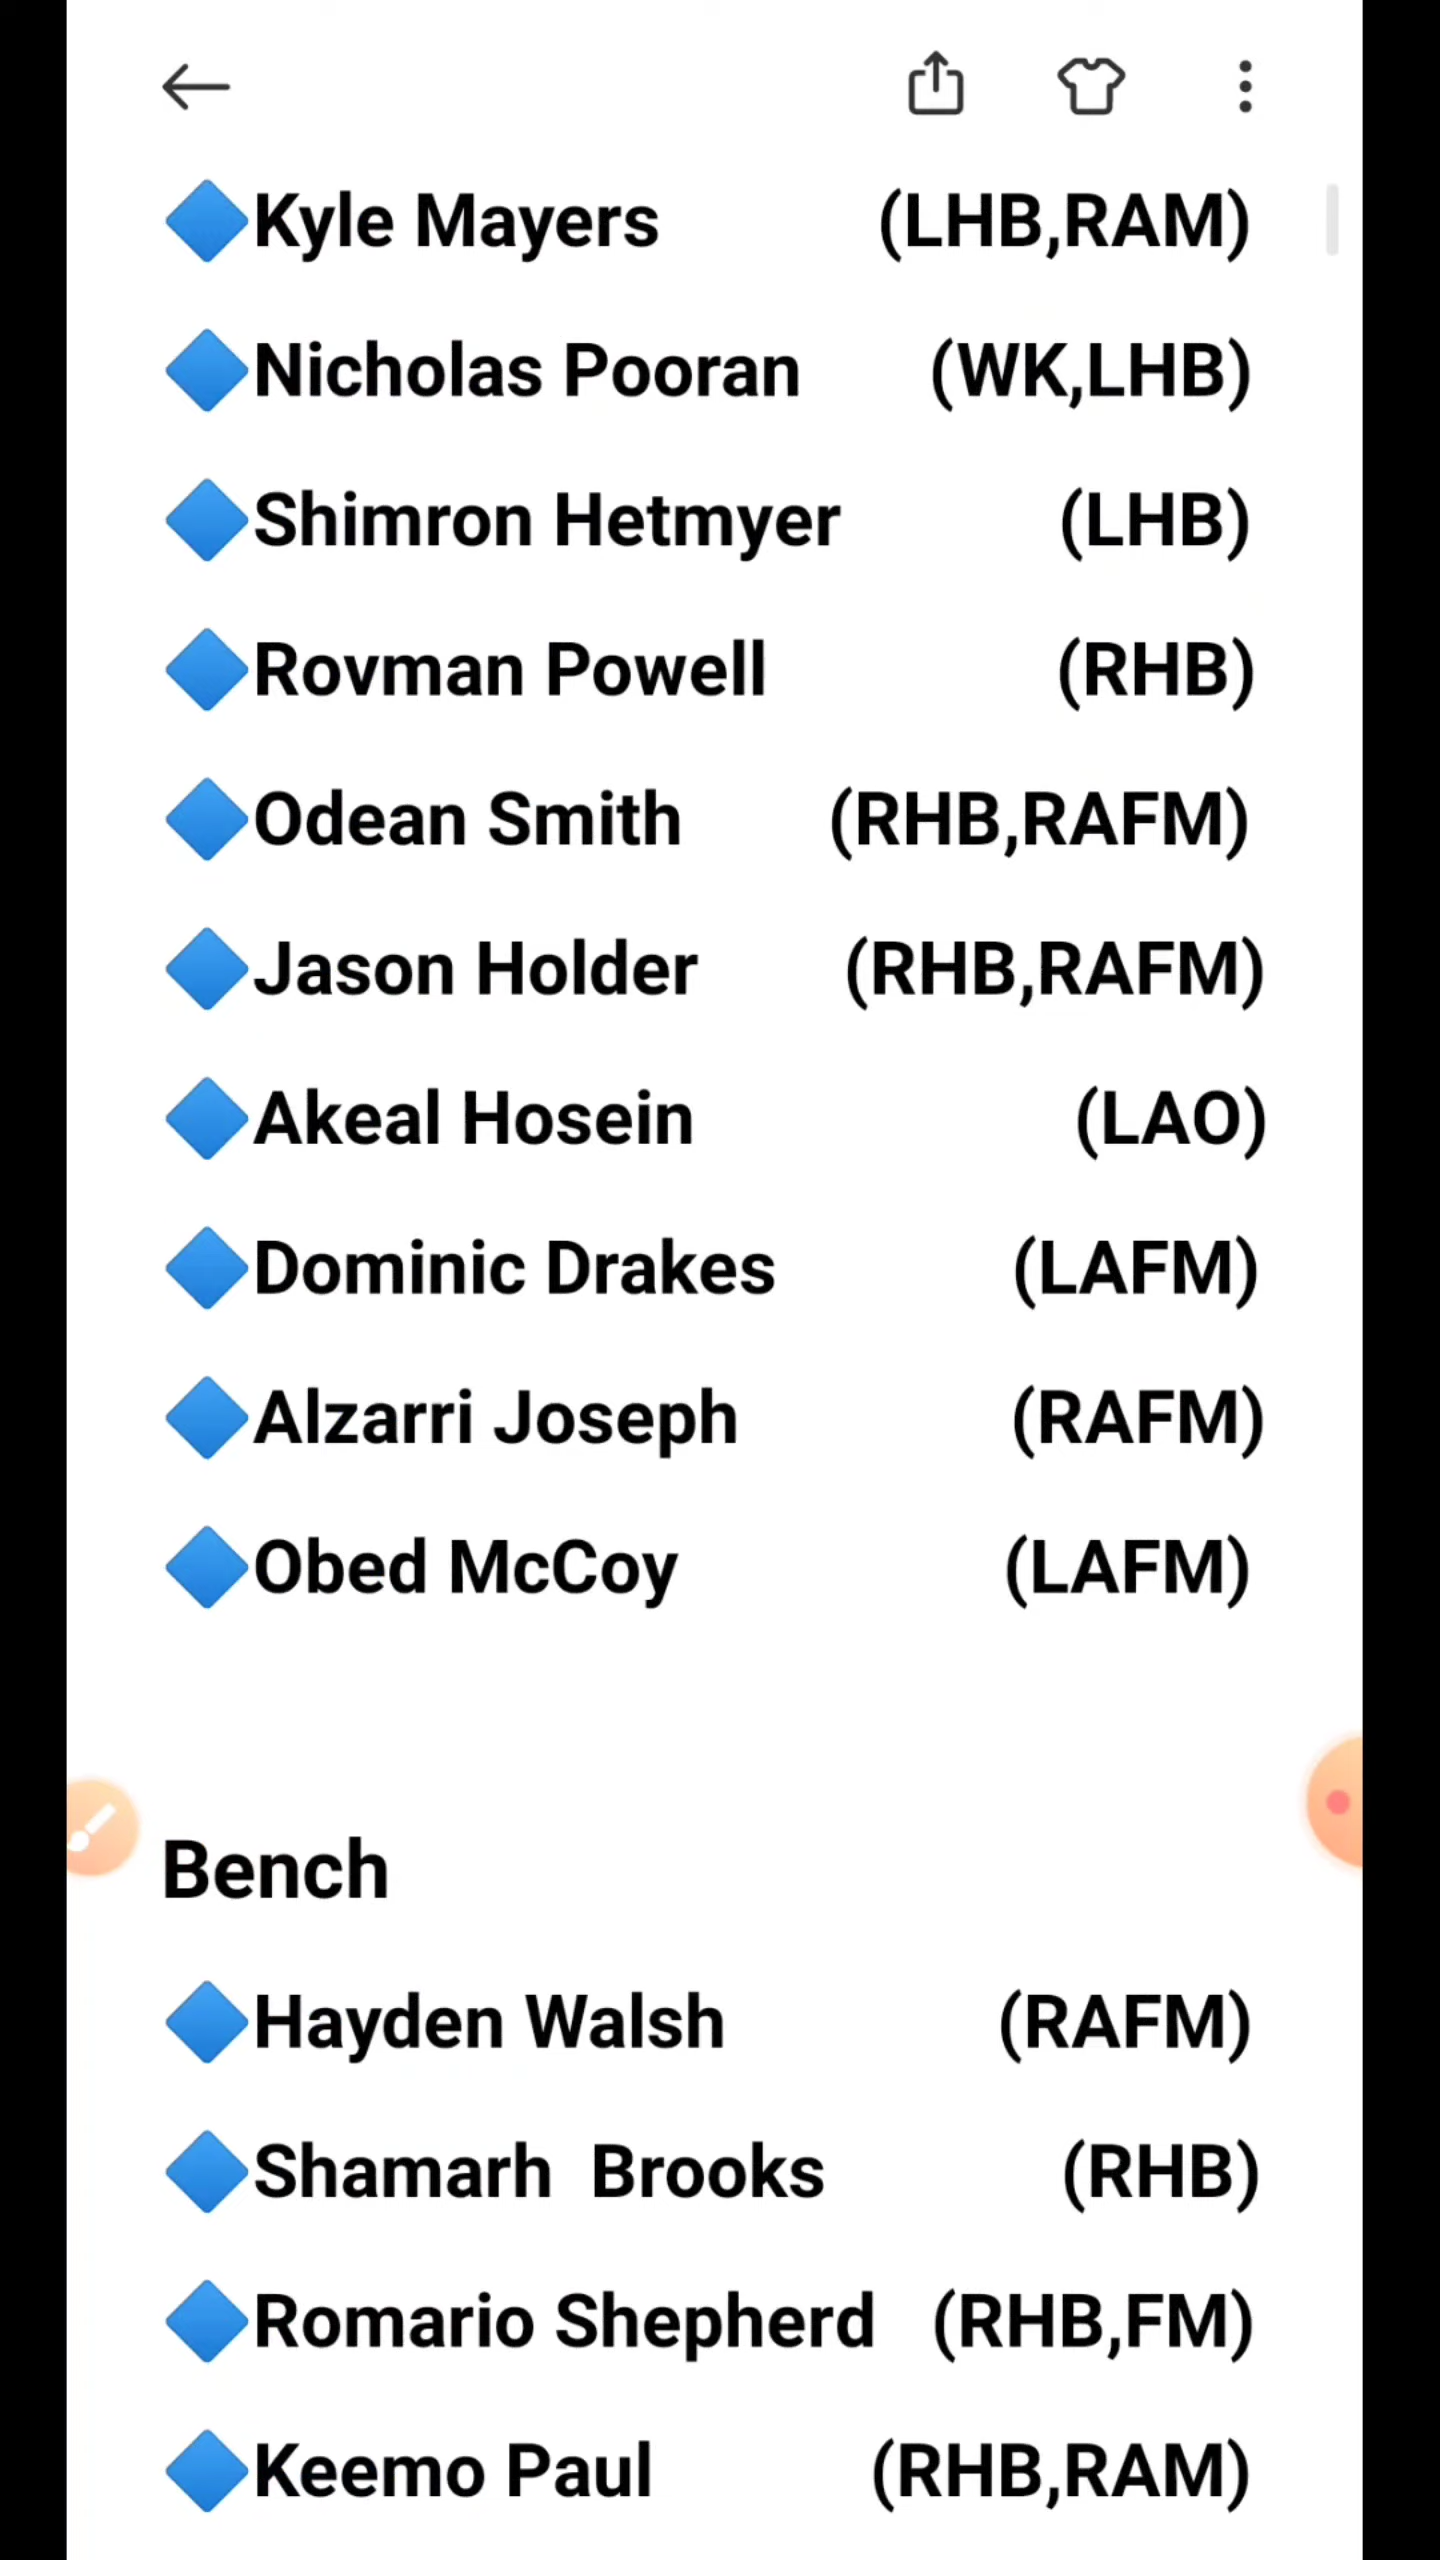 Kyle Mayers (LHB,RAM)
Nicholas Pooran (WK,LHB)
Shimron Hetmyer (LHB)
Rovman Powell (RHB)
Odean Smith (RHB,RAFM)
Jason Holder (RHB,RAFM)
Akeal Hosein (LAO)
Dominic Drakes (LAFM)
Alzarri Joseph (RAFM)
Obed McCoy (LAFM)
Bench
Hayden Walsh (RAFM)
Shamarh  Brooks (RHB)
Romario Shepherd (RHB,FM)
Keemo Paul (RHB,RAM)